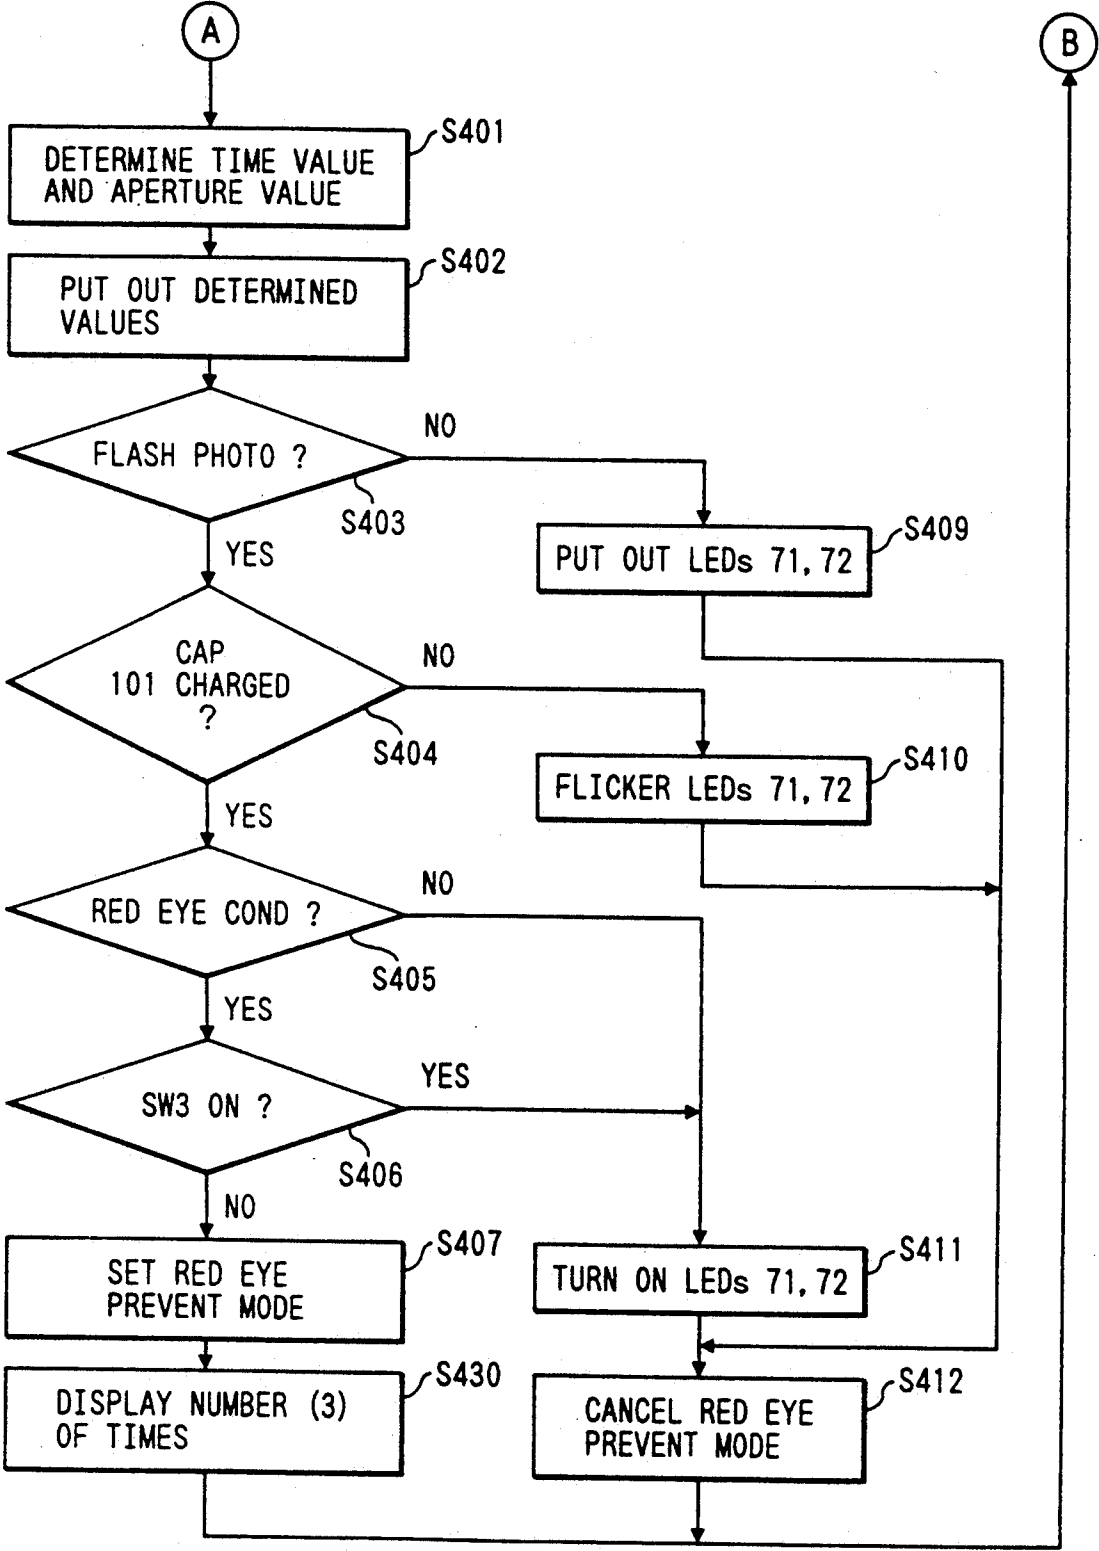 A
B
S401
DETERMINE TIME VALUE
AND APERTURE VALUE
S402
PUT OUT DETERMINED
VALUES
NO
FLASH PHOTO ?
S403
S409
YES
PUT OUT LEDs 71, 72
CAP
101 CHARGED
?
NO
S404
S410
FLICKER LEDs 71, 72
YES
NO
RED EYE COND ?
S405
YES
YES
SW3 ON ?
S406
NO
S407
SET RED EYE
PREVENT MODE
S411
TURN ON LEDs 71, 72
S430
DISPLAY NUMBER (3)
OF TIMES
S412
CANCEL RED EYE
PREVENT MODE